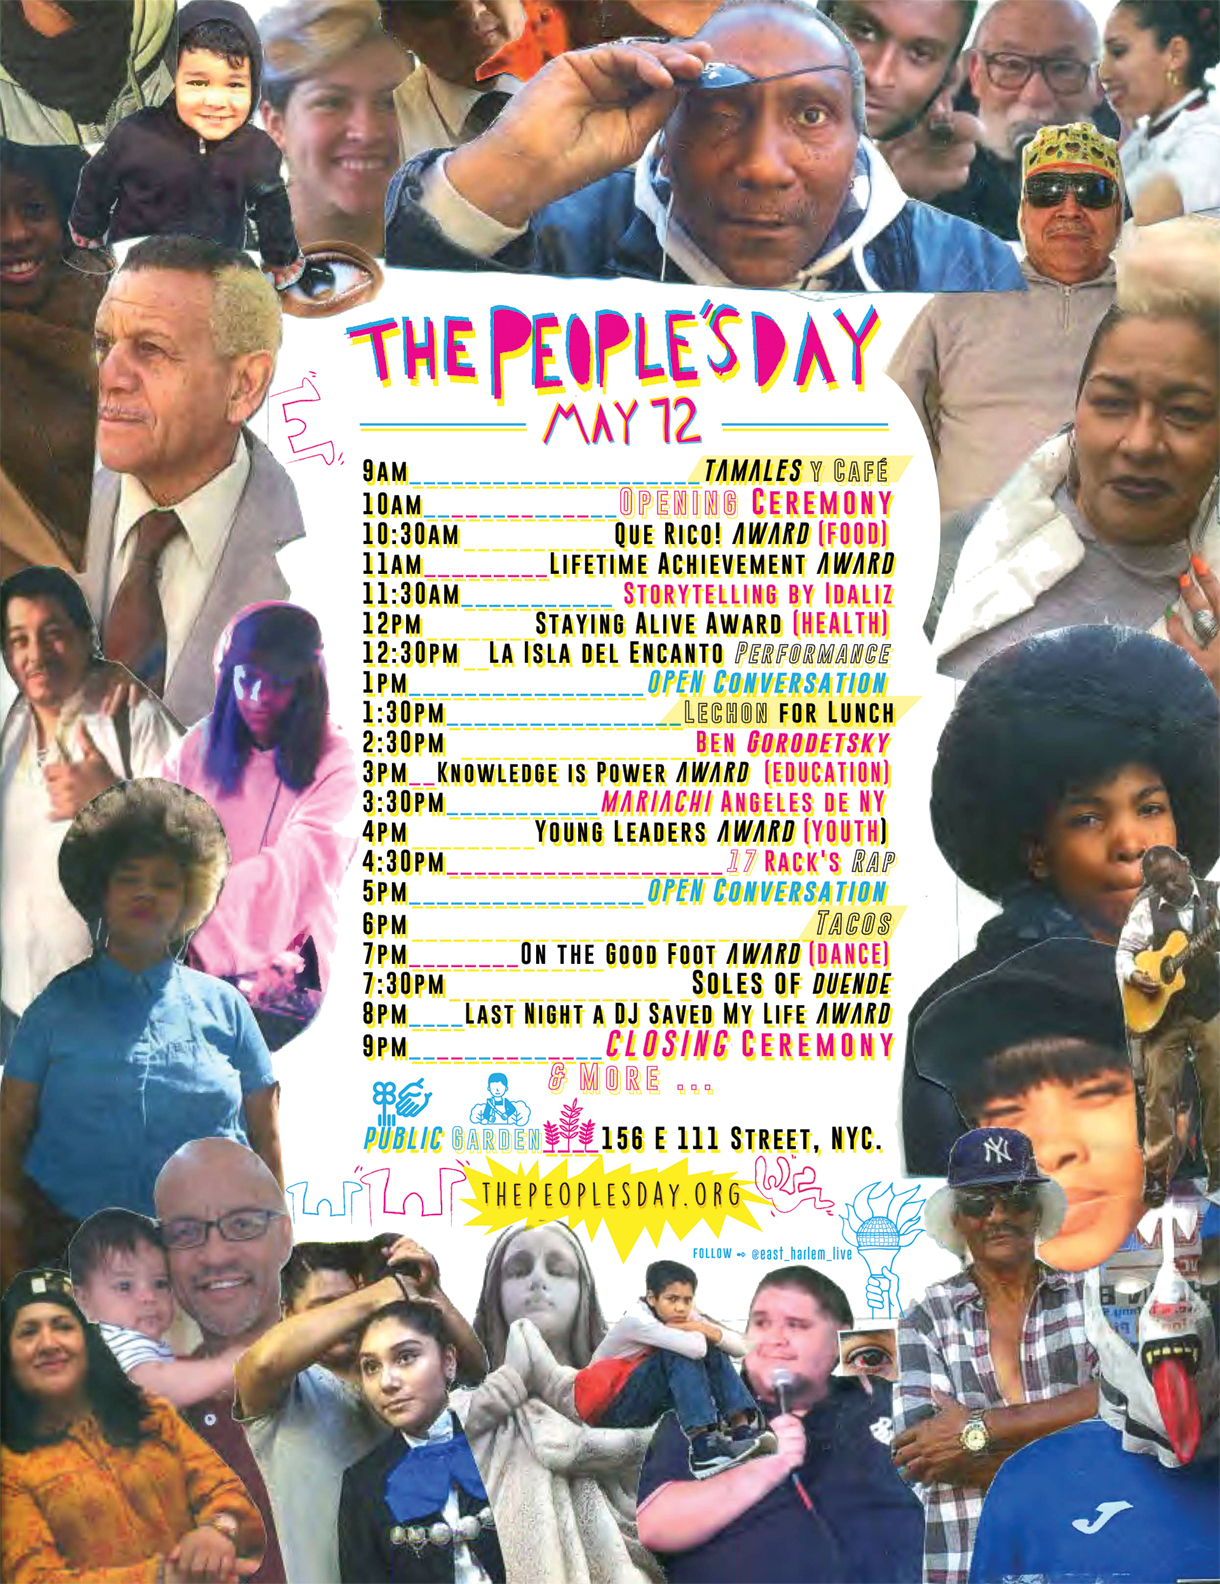 THE PEOPLE'S DAY
MAY 12
9AM TAMALES Y CAFÉ
10AM OPENING CEREMONY
10:30AM QUE RICO! AWARD (FOOD)
11AM LIFETIME ACHIEVEMENT AWARD
11:30AM STORYTELLING BY IDALIZ
12PM STAYING ALIVE AWARD (HEALTH)
12:30PM LA ISLA DEL ENCANTO PERFORMANCE
1PM OPEN CONVERSATION
1:30PM LECHON FOR LUNCH
2:30PM BEN GORODETSKY
3PM KNOWLEDGE IS POWER AWARD (EDUCATION)
3:30PM MARIACHI ANGELES DE NY
4PM YOUNG LEADERS AWARD (YOUTH)
4:30PM 17 RACK'S RAP
5PM OPEN CONVERSATION
6PM TACOS
7PM ON THE GOOD FOOT AWARD (DANCE)
7:30PM SOLES OF DUENDE
8PM LAST NIGHT A DJ SAVED MY LIFE AWARD
9PM CLOSING CEREMONY
& MORE ...
PUBLIC GARDEN 156 E 111 STREET, NYC.
THEPEOPLESDAY.ORG
FOLLOW → @east_harlem_live
NY